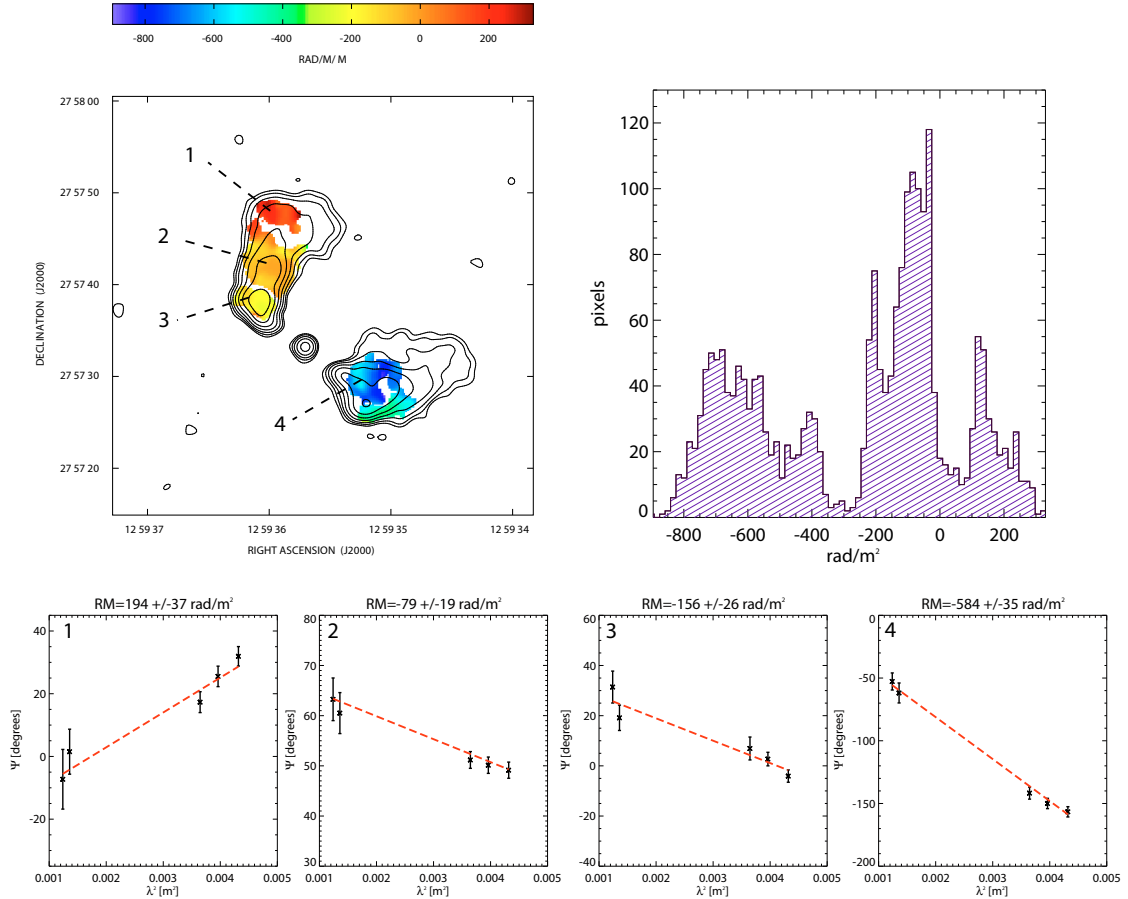 -800 -600 -400 -200 0 200
RAD/M/ M
27 58 00
27 57 50
27 57 40
27 57 30
27 57 20
DECLINATION (J2000)
1
2
3
4
12 59 37 12 59 36 12 59 35 12 59 34
RIGHT ASCENSION (J2000)
120
100
80
60
40
20
0
pixels
-800 -600 -400 -200 0 200
rad/m²
RM=194 +/-37 rad/m²
1
40
20
0
-20
Ψ [degrees]
0.001 0.002 0.003 0.004 0.005
λ² [m²]
RM=-79 +/-19 rad/m²
2
80
70
60
50
40
30
Ψ [degrees]
0.001 0.002 0.003 0.004 0.005
λ² [m²]
RM=-156 +/-26 rad/m²
3
60
40
20
0
-20
-40
Ψ [degrees]
0.001 0.002 0.003 0.004 0.005
λ² [m²]
RM=-584 +/-35 rad/m²
4
0
-50
-100
-150
-200
Ψ [degrees]
0.001 0.002 0.003 0.004 0.005
λ² [m²]